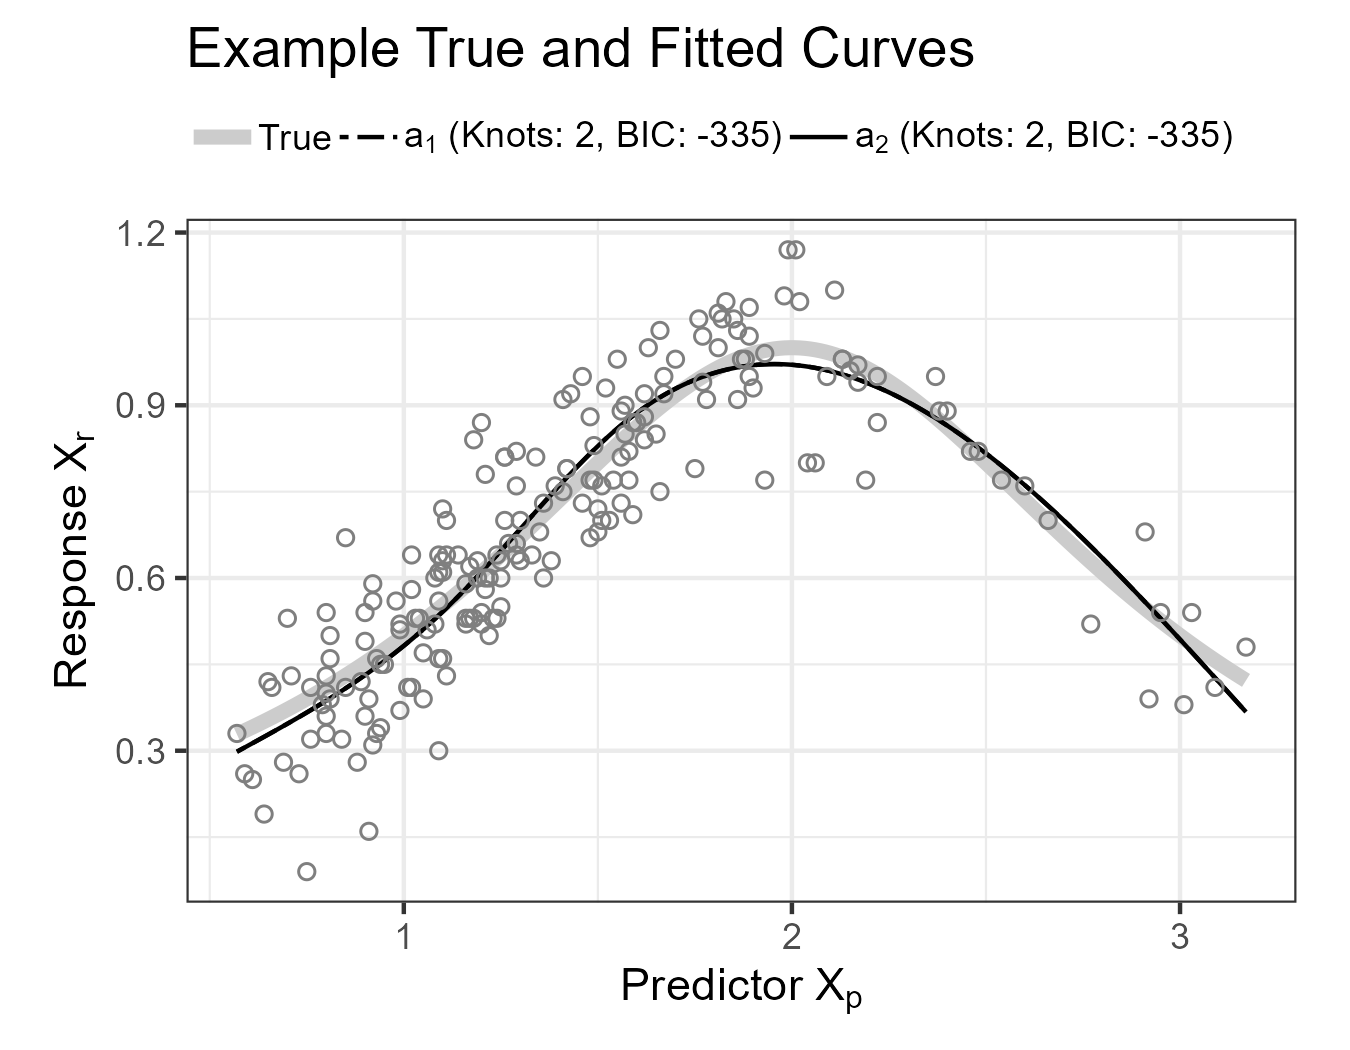 Example True and Fitted Curves
True a₁ (Knots: 2, BIC: -335) a₂ (Knots: 2, BIC: -335)
1.2
0.9
0.6
0.3
Response Xᵣ
1 2 3
Predictor Xₚ